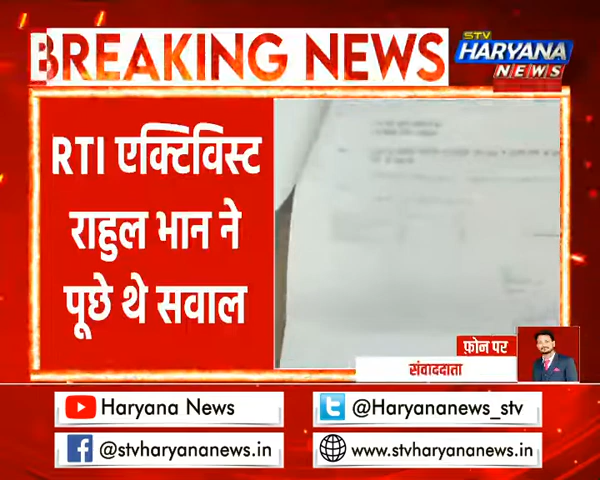 BREAKING NEWS
STV
HARYANA
NEWS
RTI एक्टिविस्ट
राहुल भान ने
पूछे थे सवाल
फ़ोन पर
संवाददाता
Haryana News
@Haryananews_stv
@stvharyananews.in
www.stvharyananews.in